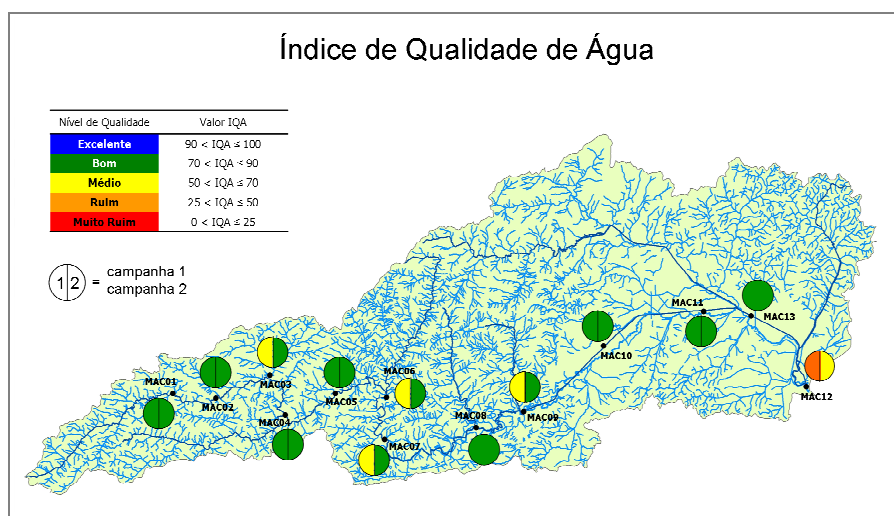 Índice de Qualidade de Água
Nível de Qualidade Valor IQA
Excelente 90 < IQA ≤ 100
Bom 70 < IQA ≤ 90
Médio 50 < IQA ≤ 70
Ruim 25 < IQA ≤ 50
Muito Ruim 0 < IQA ≤ 25
1 2 = campanha 1
campanha 2
MAC11
MAC13
MAC10
MAC06
MAC01
MAC03
MAC02
MAC05
MAC12
MAC04
MAC08
MAC09
MAC07